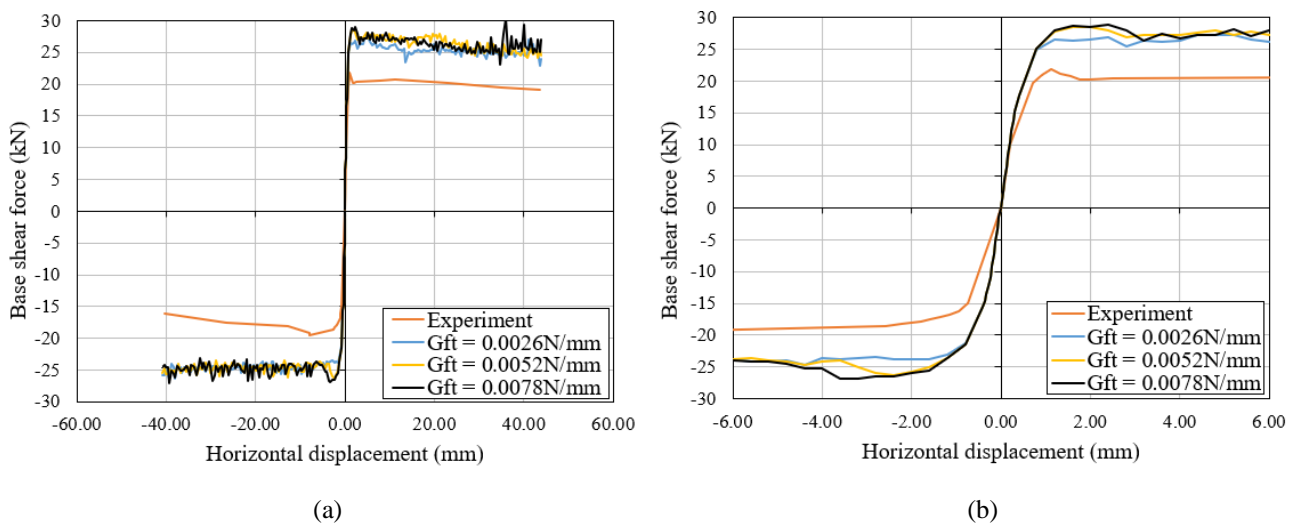 30
25
20
15
10
5
0
-5
-10
-15
-20
-25
-30
-60.00 -40.00 -20.00 0.00 20.00 40.00 60.00
Base shear force (kN)
Horizontal displacement (mm)
Experiment
Gft = 0.0026N/mm
Gft = 0.0052N/mm
Gft = 0.0078N/mm
(a)
30
25
20
15
10
5
0
-5
-10
-15
-20
-25
-30
-6.00 -4.00 -2.00 0.00 2.00 4.00 6.00
Base shear force (kN)
Horizontal displacement (mm)
Experiment
Gft = 0.0026N/mm
Gft = 0.0052N/mm
Gft = 0.0078N/mm
(b)